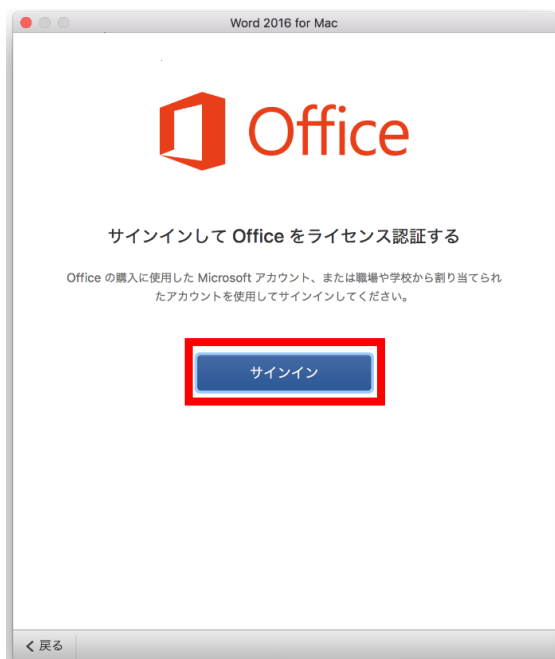 Word 2016 for Mac
Office
サインインして Office をライセンス認証する
Office の購入に使用した Microsoft アカウント、または職場や学校から割り当てられ
たアカウントを使用してサインインしてください。
サインイン
戻る